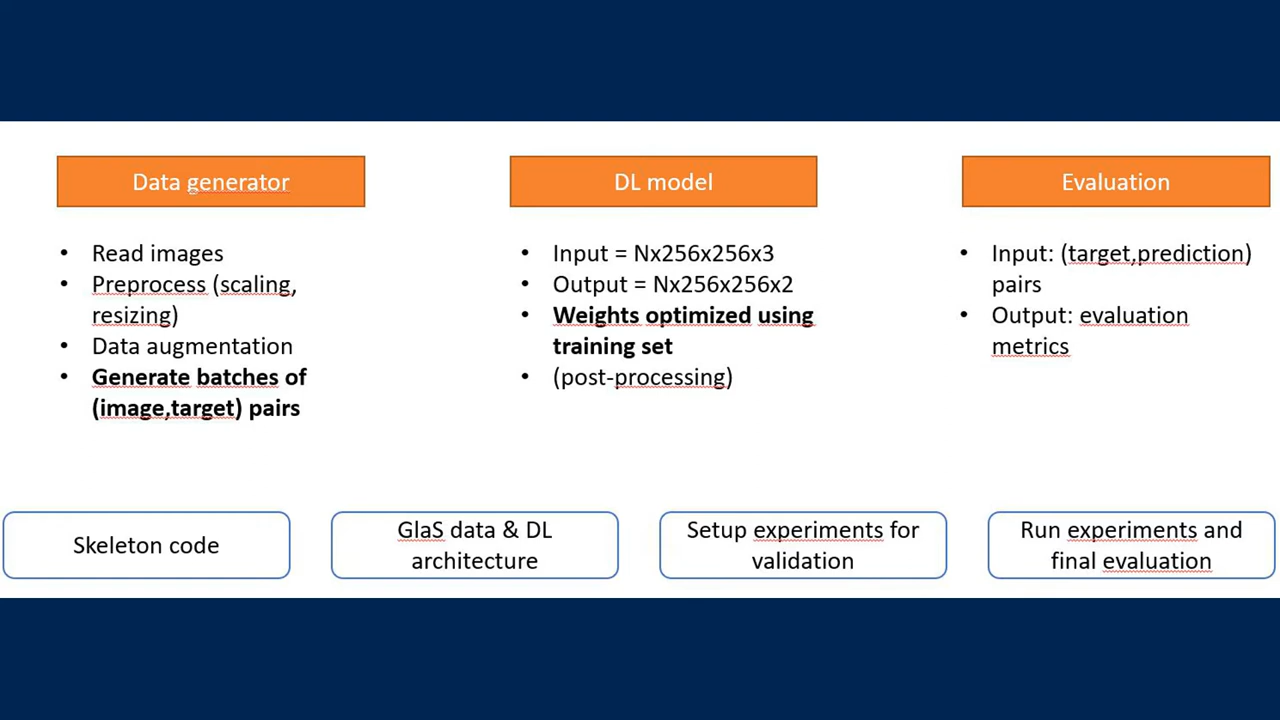 Data generator
Read images
Preprocess (scaling,
resizing)
Data augmentation
Generate batches of
(image,target) pairs
DL model
Input = Nx256x256x3
Output = Nx256x256x2
Weights optimized using
training set
(post-processing)
Evaluation
Input: (target,prediction)
pairs
Output: evaluation
metrics
Skeleton code
GlaS data & DL
architecture
Setup experiments for
validation
Run experiments and
final evaluation